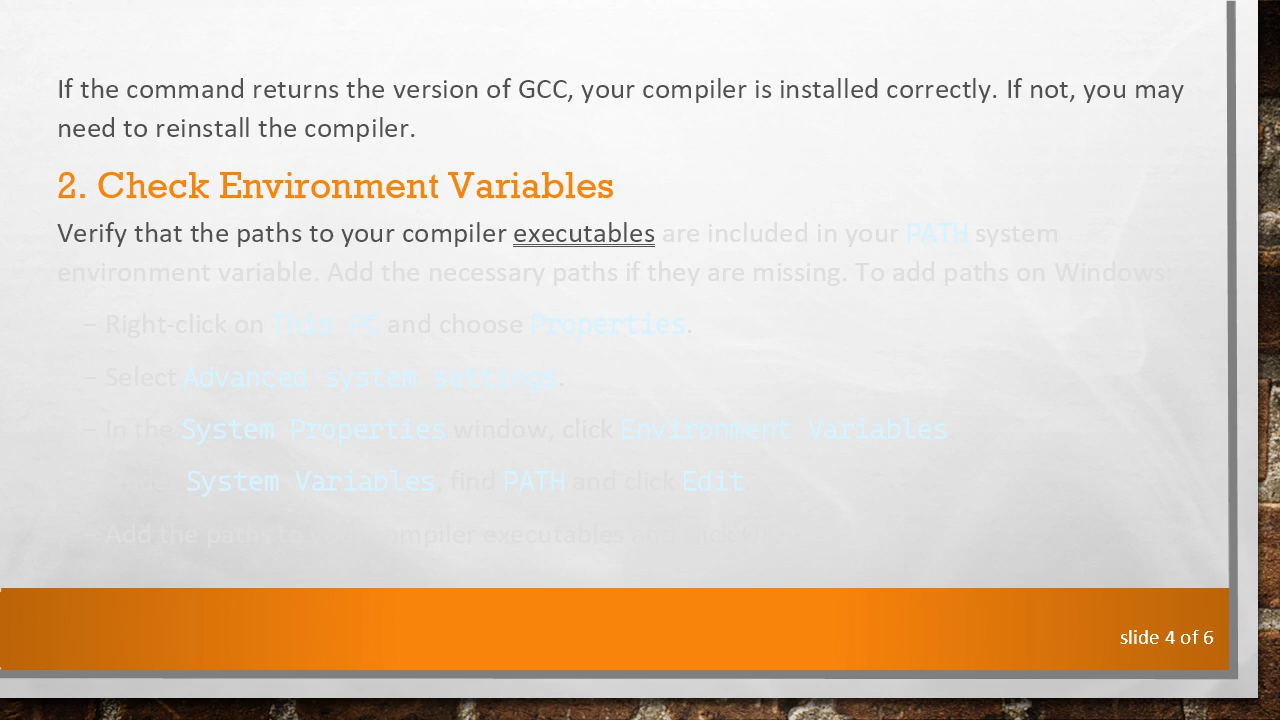 If the command returns the version of GCC, your compiler is installed correctly. If not, you may
need to reinstall the compiler.
2. Check Environment Variables
Verify that the paths to your compiler executables are included in your PATH system
environment variable. Add the necessary paths if they are missing. To add paths on Windows:
– Right-click on This PC and choose Properties.
– Select Advanced system settings.
– In the System Properties window, click Environment Variables
System Variables, find PATH and click Edit
– Add the paths to compiler executables and click
slide 4 of 6